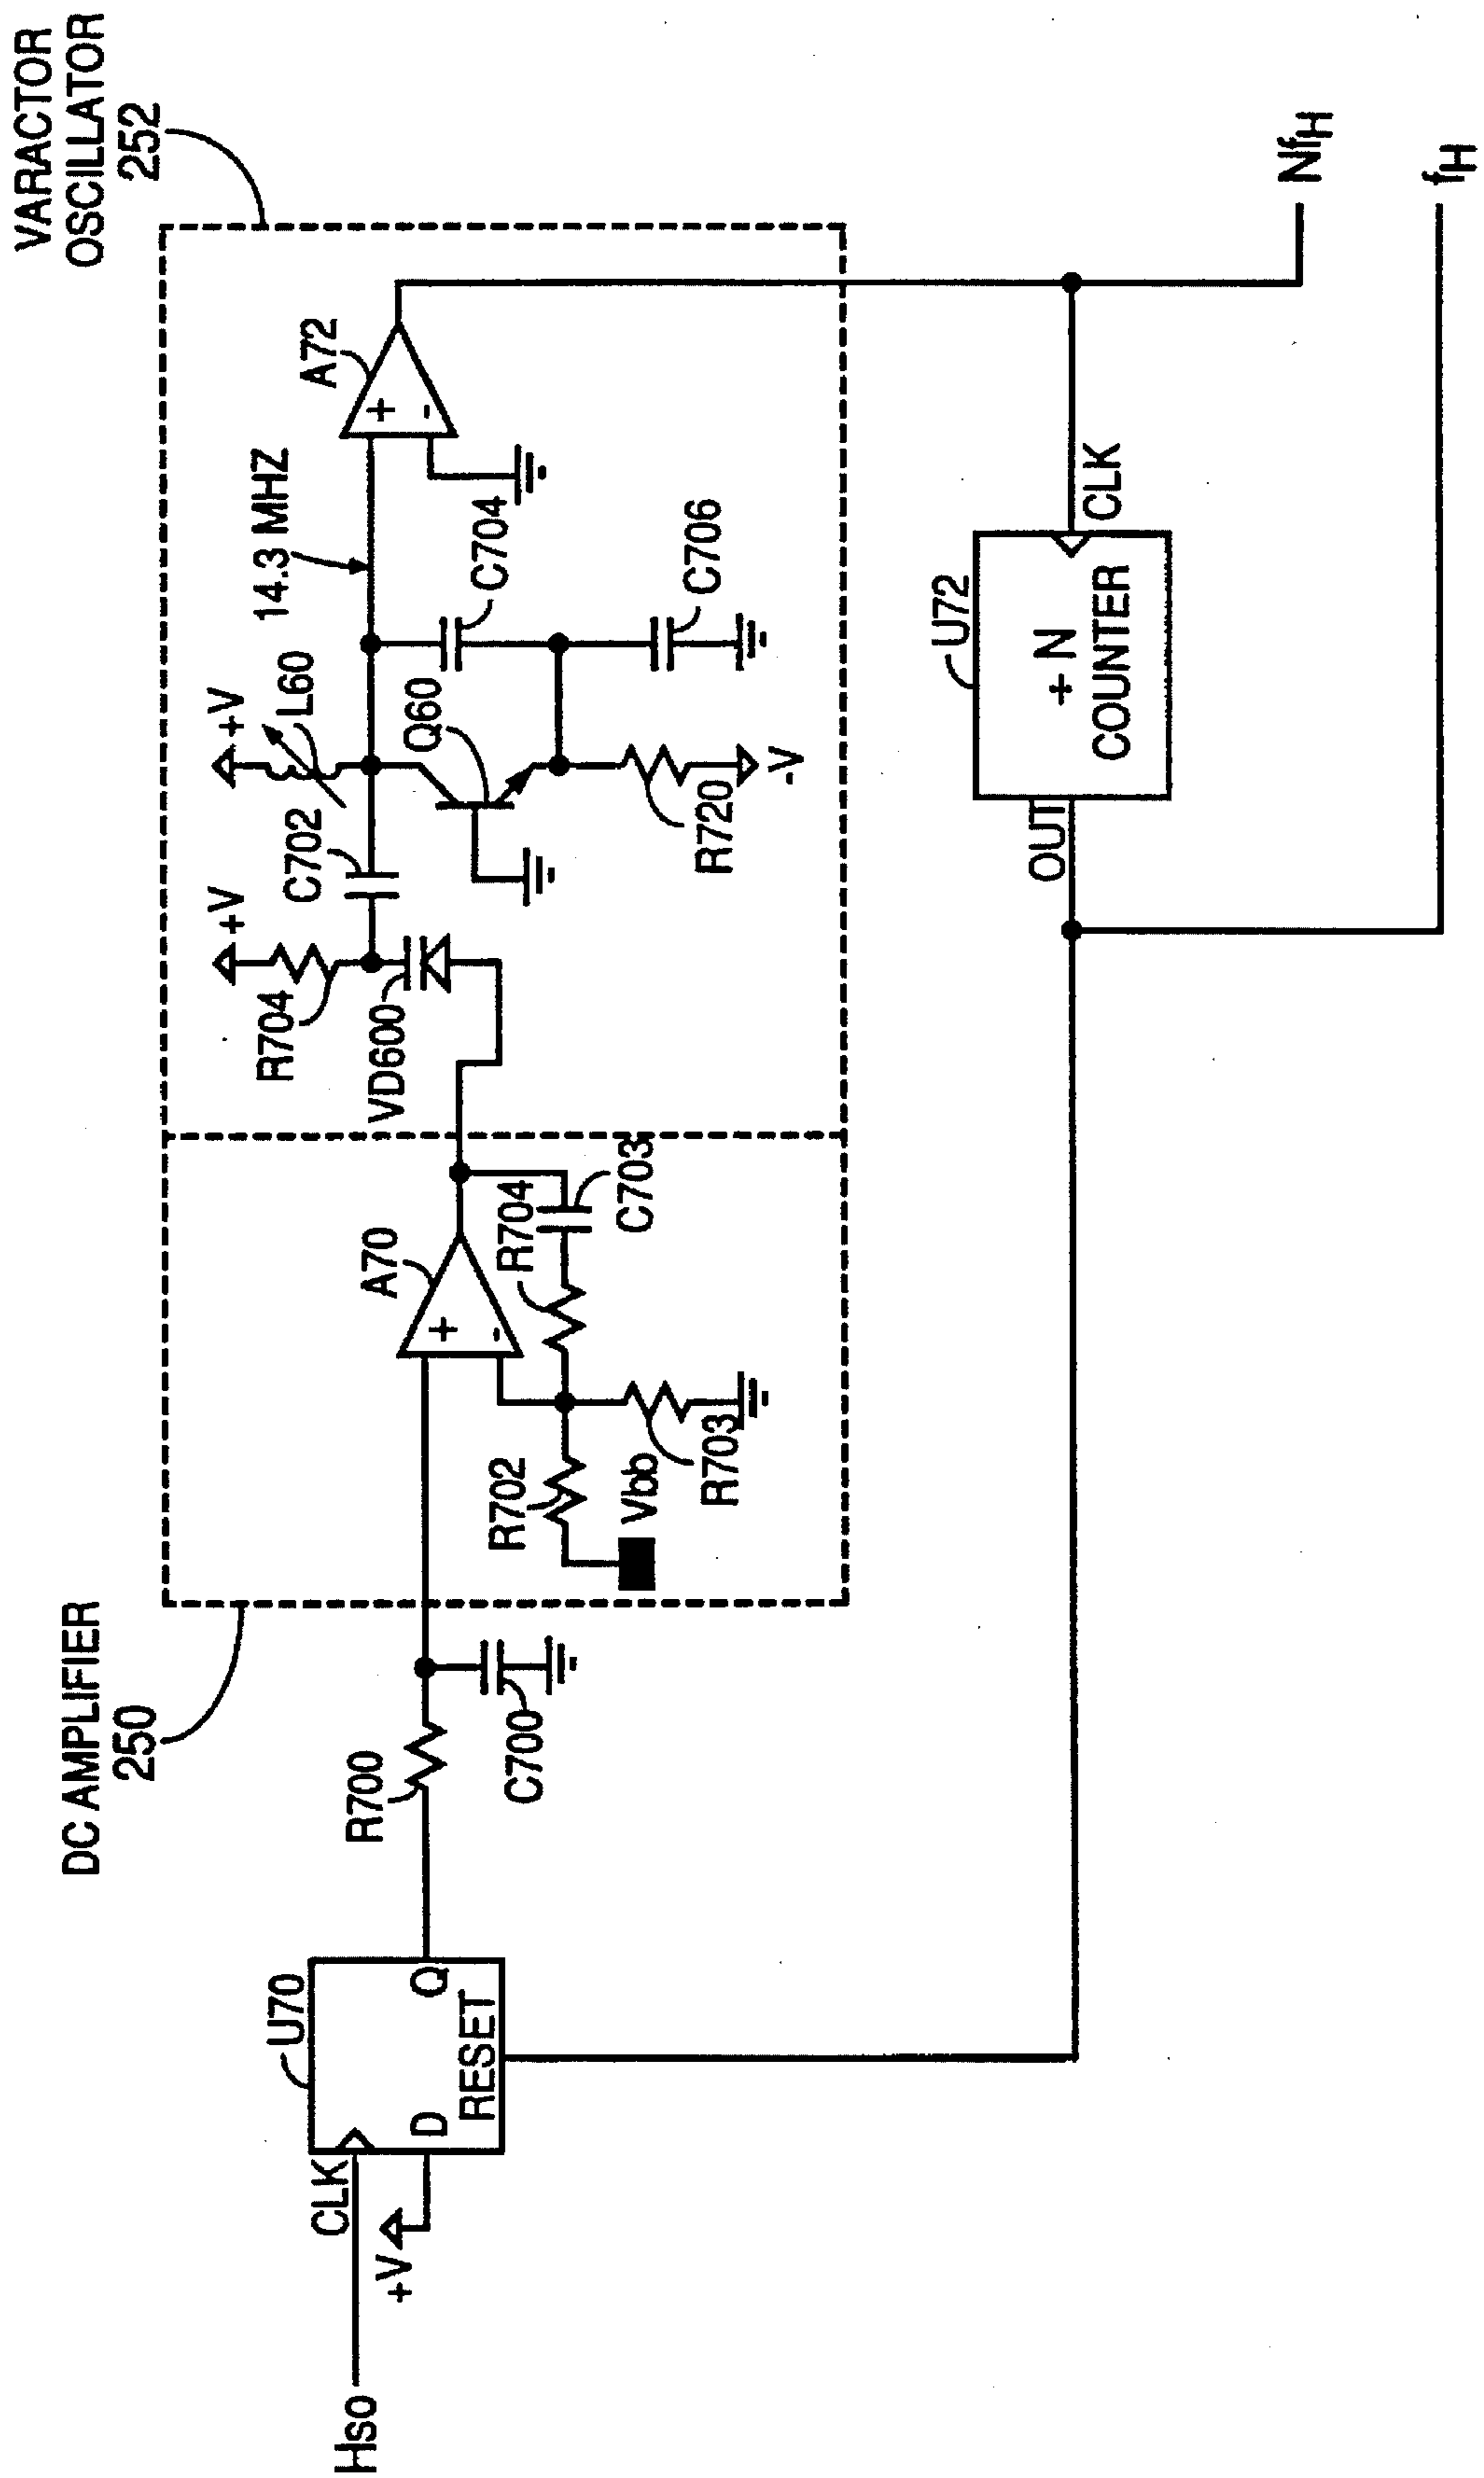 VARACTOR
OSCILLATOR
252
DC AMPLIFIER
250
+V
+V
L60
14.3 MHZ
A72
+
-
R704
C702
Q60
C704
VD600
C706
R720
-V
A70
+
-
R704
C703
R702
Vbb
R703
U70
CLK
D
Q
RESET
+V
Hso
R700
C700
U72
OUT
+ N
COUNTER
CLK
NfH
fH